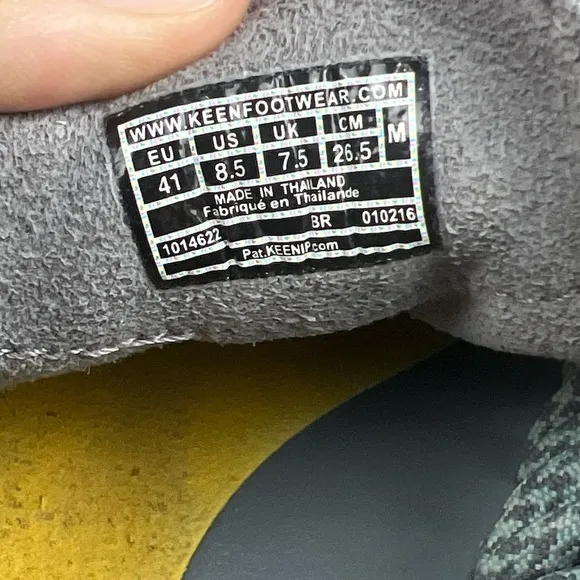 WWW.KEENFOOTWEAR.COM
EU US UK CM M
41 8.5 7.5 26.5
MADE IN THAILAND
Fabriqué en Thailande
1014622 BR 010216
Pat.KEENIP.com